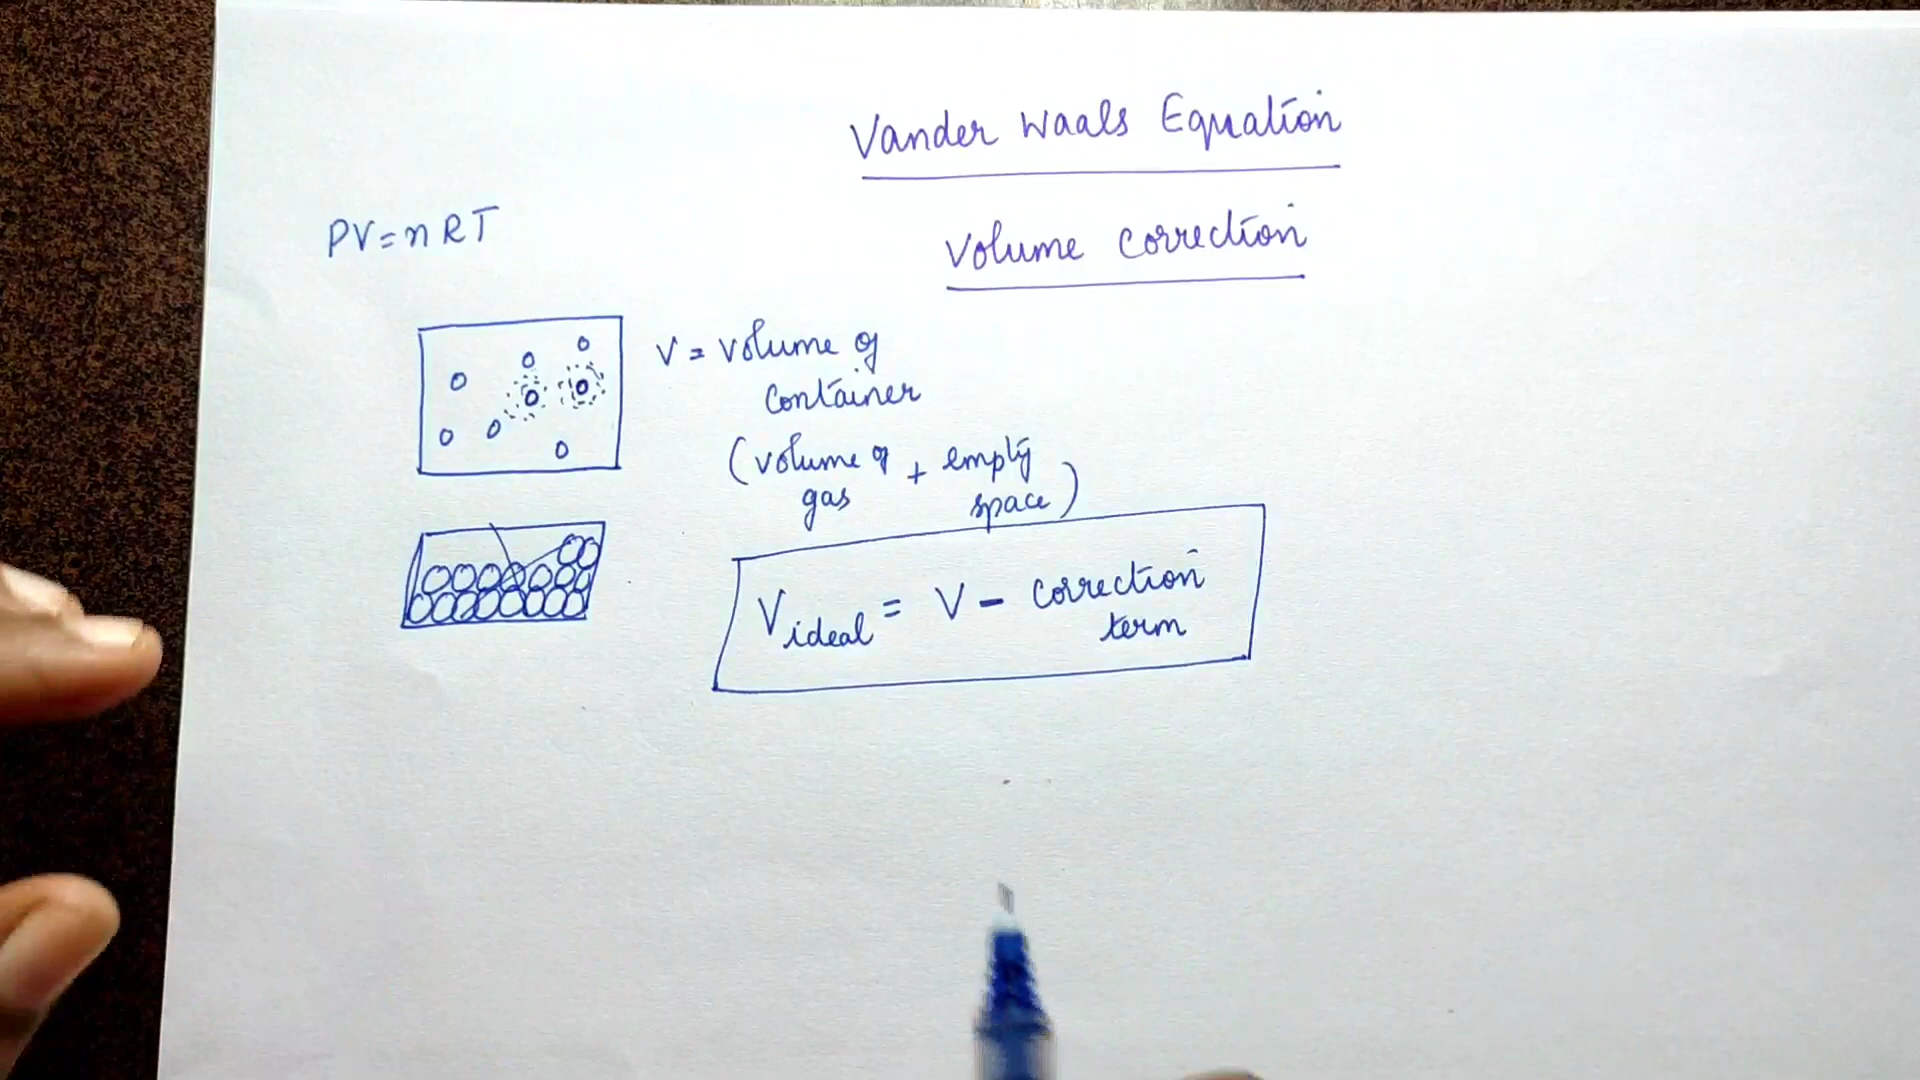 Vander Waals Equation
Volume correction
PV=nRT
V = volume of
container
(volume of + empty
gas space)
Videal = V - correction
term